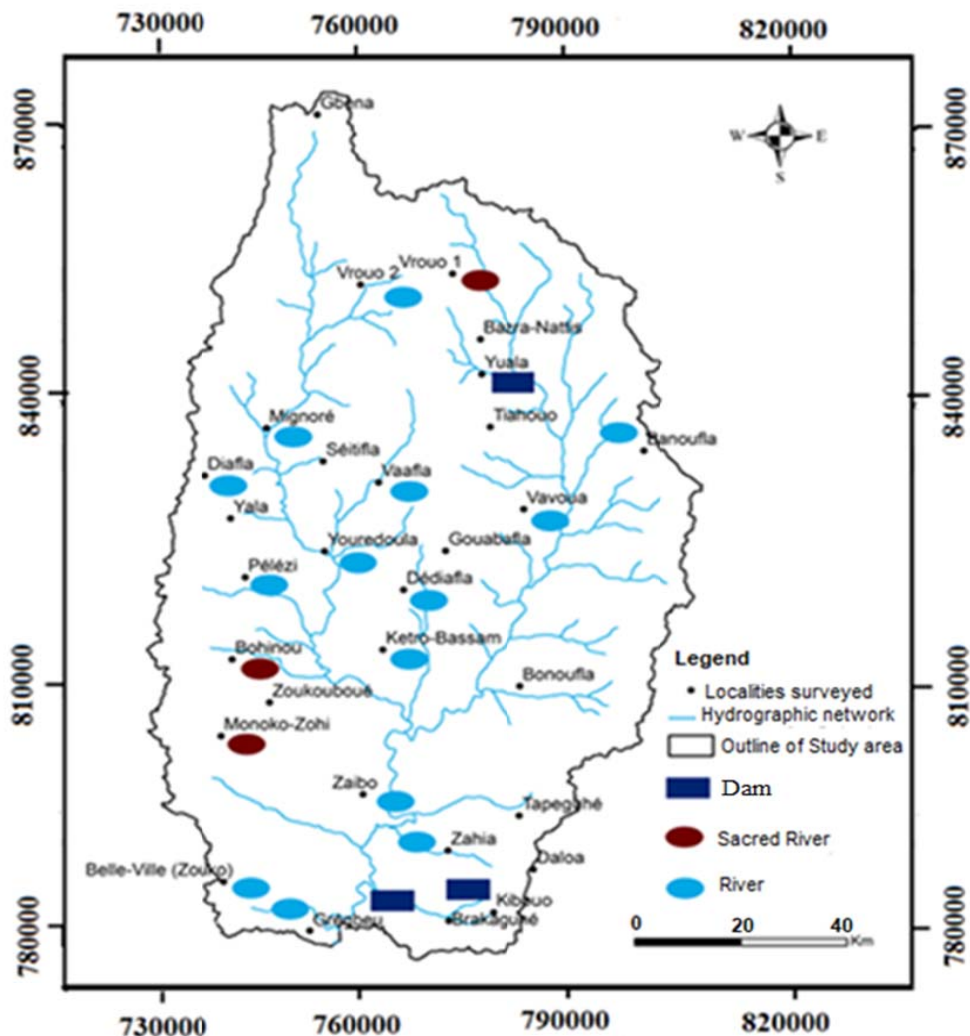 730000 760000 790000 820000
870000 870000
840000 840000
810000 810000
780000 780000
W E
S
Gbena
Vrouo 2 Vrouo 1
Bazra-Nattis
Yuala
Mignoré
Tiahouo
Banoufla
Séitifla
Diafla
Vaafla
Yala
Vavoua
Youredoula
Gouabafla
Pélézi
Dédiafla
Bohinou
Ketro-Bassam
Bonoufla
Zoukouboué
Monoko-Zohi
Zaibo
Tapeguhé
Zahia
Daloa
Belle-Ville (Zouko)
Kibouo
Brakaguhé
Grégbeu
Legend
Localities surveyed
Hydrographic network
Outline of Study area
Dam
Sacred River
River
0 20 40
Km
730000 760000 790000 820000